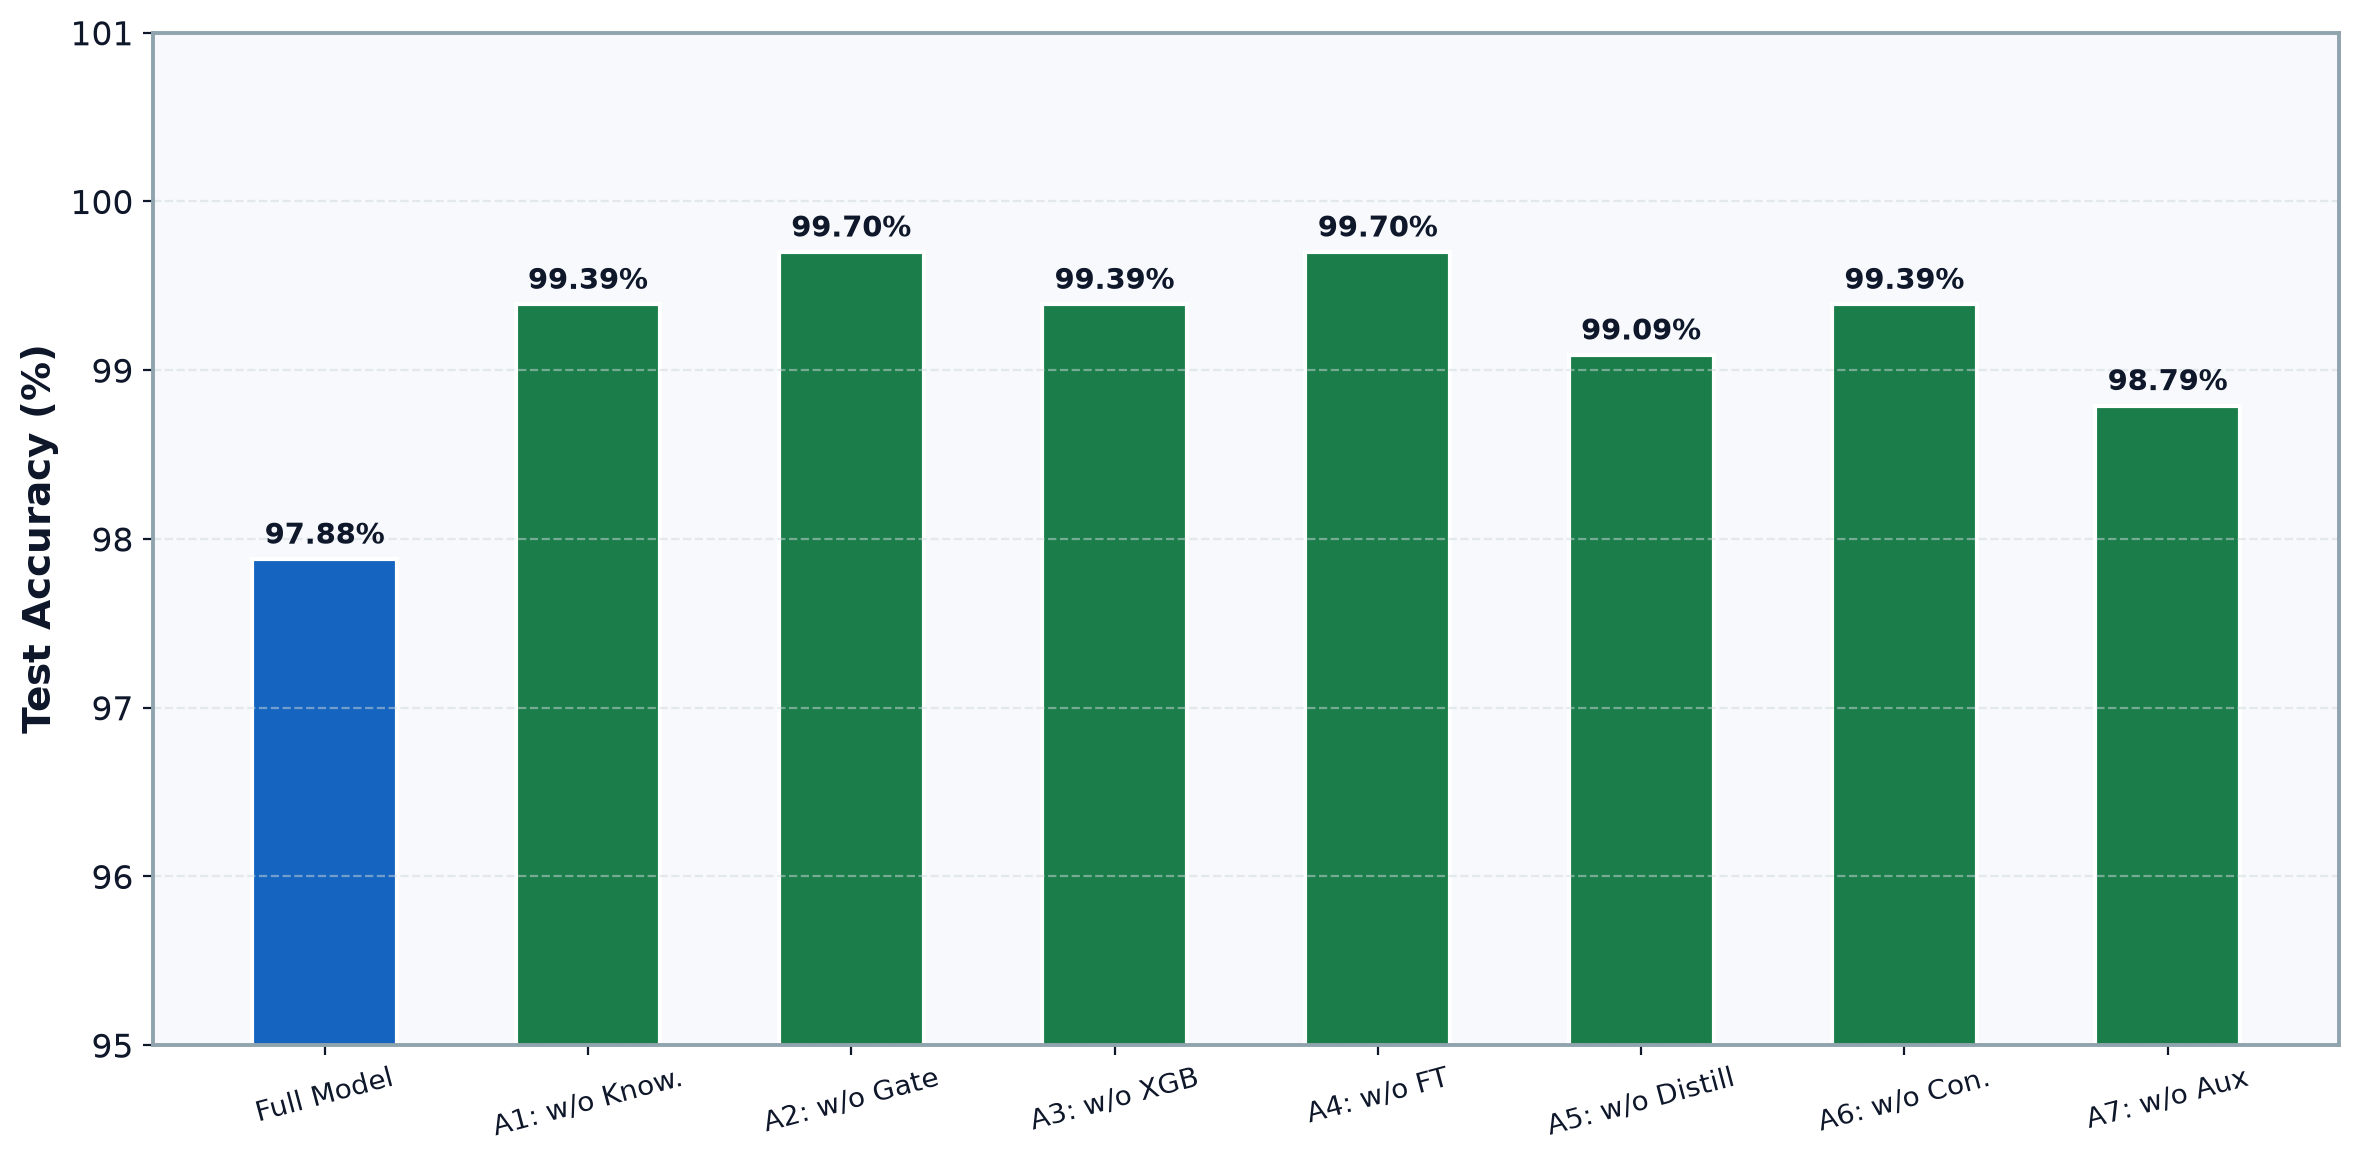 Test Accuracy (%)
101
100
99
98
97
96
95
97.88%
99.39%
99.70%
99.39%
99.70%
99.09%
99.39%
98.79%
Full Model
A1: w/o Know.
A2: w/o Gate
A3: w/o XGB
A4: w/o FT
A5: w/o Distill
A6: w/o Con.
A7: w/o Aux